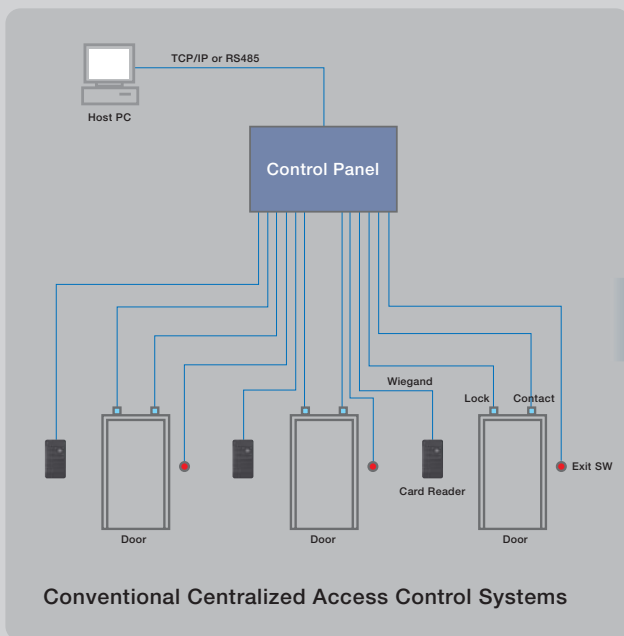 TCP/IP or RS485
Host PC
Control Panel
Wiegand
Lock
Contact
Exit SW
Card Reader
Door
Door
Door
Conventional Centralized Access Control Systems